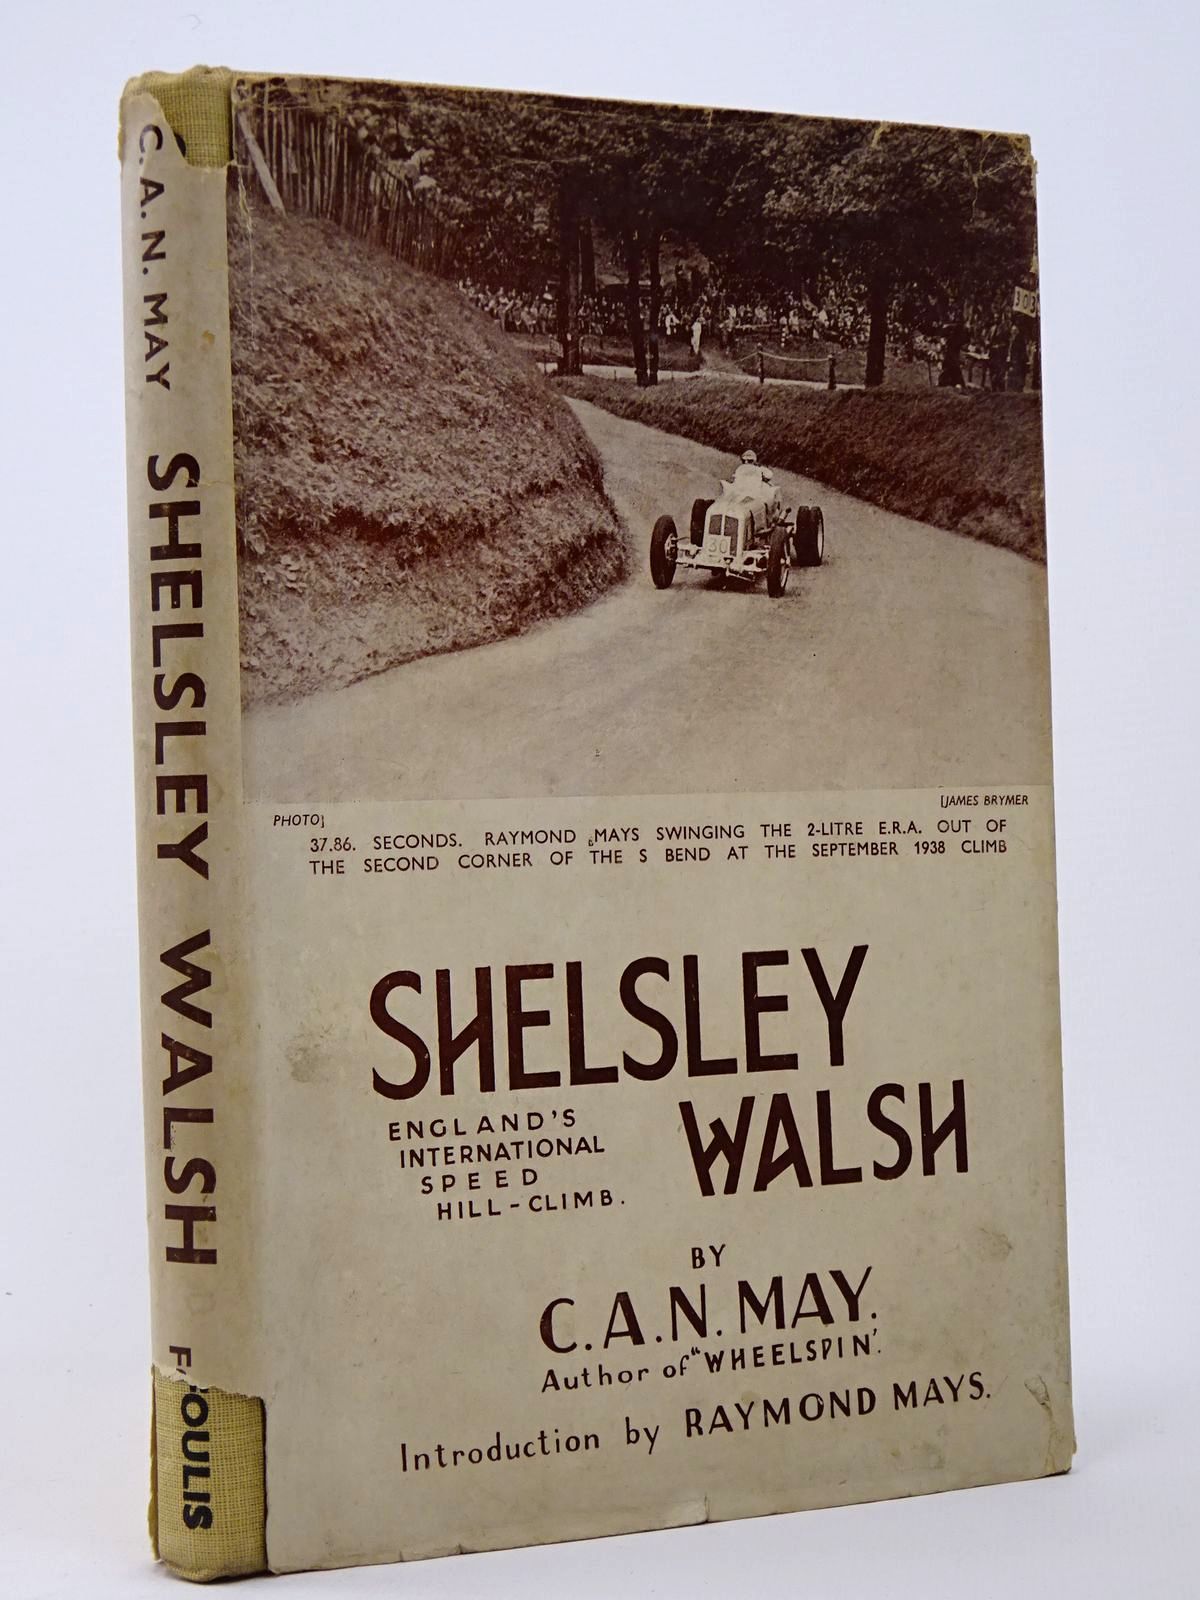 C. A. N. MAY SHELSLEY WALSH
FOULIS
303
30
PHOTO]
[JAMES BRYMER
37.86. SECONDS. RAYMOND MAYS SWINGING THE 2-LITRE E.R.A. OUT OF
THE SECOND CORNER OF THE S BEND AT THE SEPTEMBER 1938 CLIMB
SHELSLEY
WALSH
ENGLAND'S
INTERNATIONAL
SPEED
HILL-CLIMB.
BY
C.A.N. MAY.
Author of "WHEELSPIN'.
Introduction by RAYMOND MAYS.